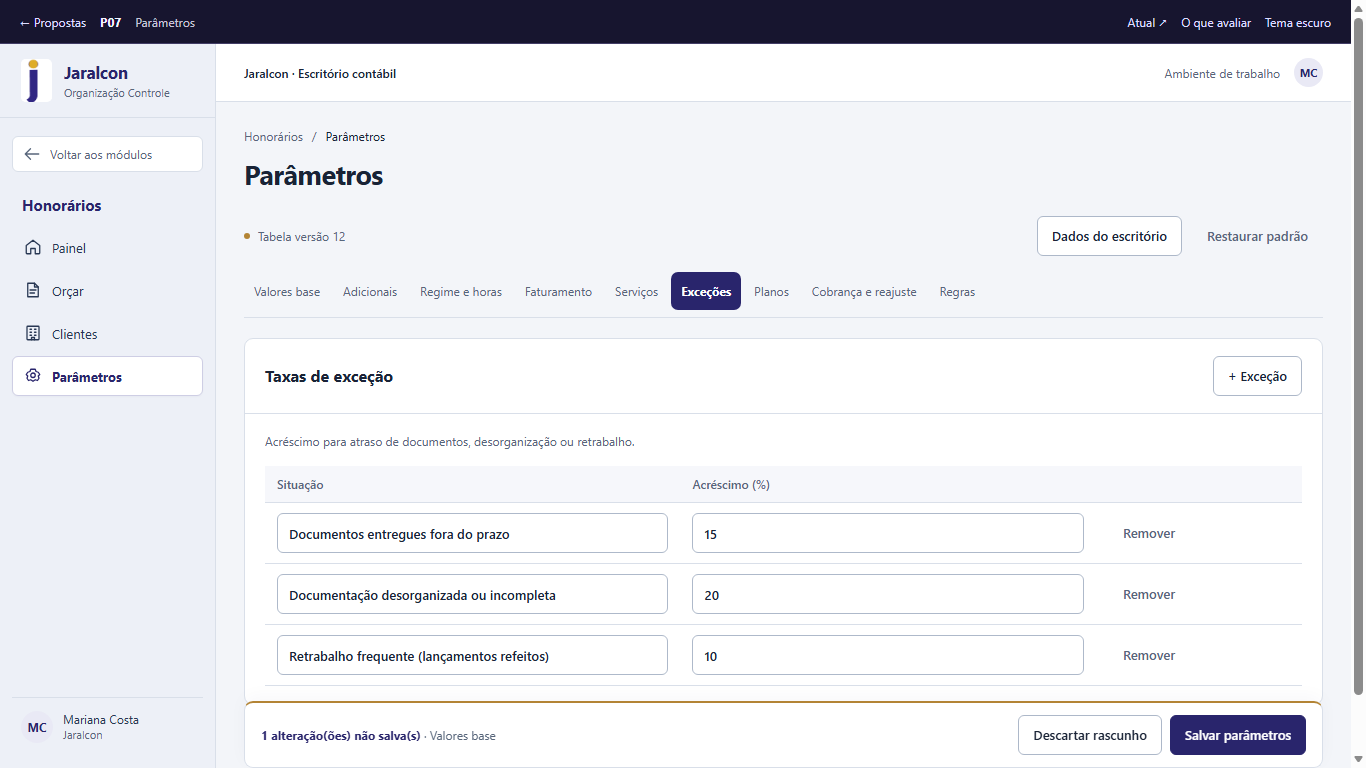 ← Propostas P07 Parâmetros Atual ↗ O que avaliar Tema escuro
j
Jaralcon
Organização Controle
Jaralcon · Escritório contábil
Ambiente de trabalho MC
Voltar aos módulos
Honorários
Painel
Orçar
Clientes
Parâmetros
MC
Mariana Costa
Jaralcon
Honorários / Parâmetros
Parâmetros
Tabela versão 12
Dados do escritório Restaurar padrão
Valores base Adicionais Regime e horas Faturamento Serviços Exceções Planos Cobrança e reajuste Regras
Taxas de exceção
+ Exceção
Acréscimo para atraso de documentos, desorganização ou retrabalho.
Situação Acréscimo (%)
Documentos entregues fora do prazo 15 Remover
Documentação desorganizada ou incompleta 20 Remover
Retrabalho frequente (lançamentos refeitos) 10 Remover
1 alteração(ões) não salva(s) · Valores base
Descartar rascunho Salvar parâmetros